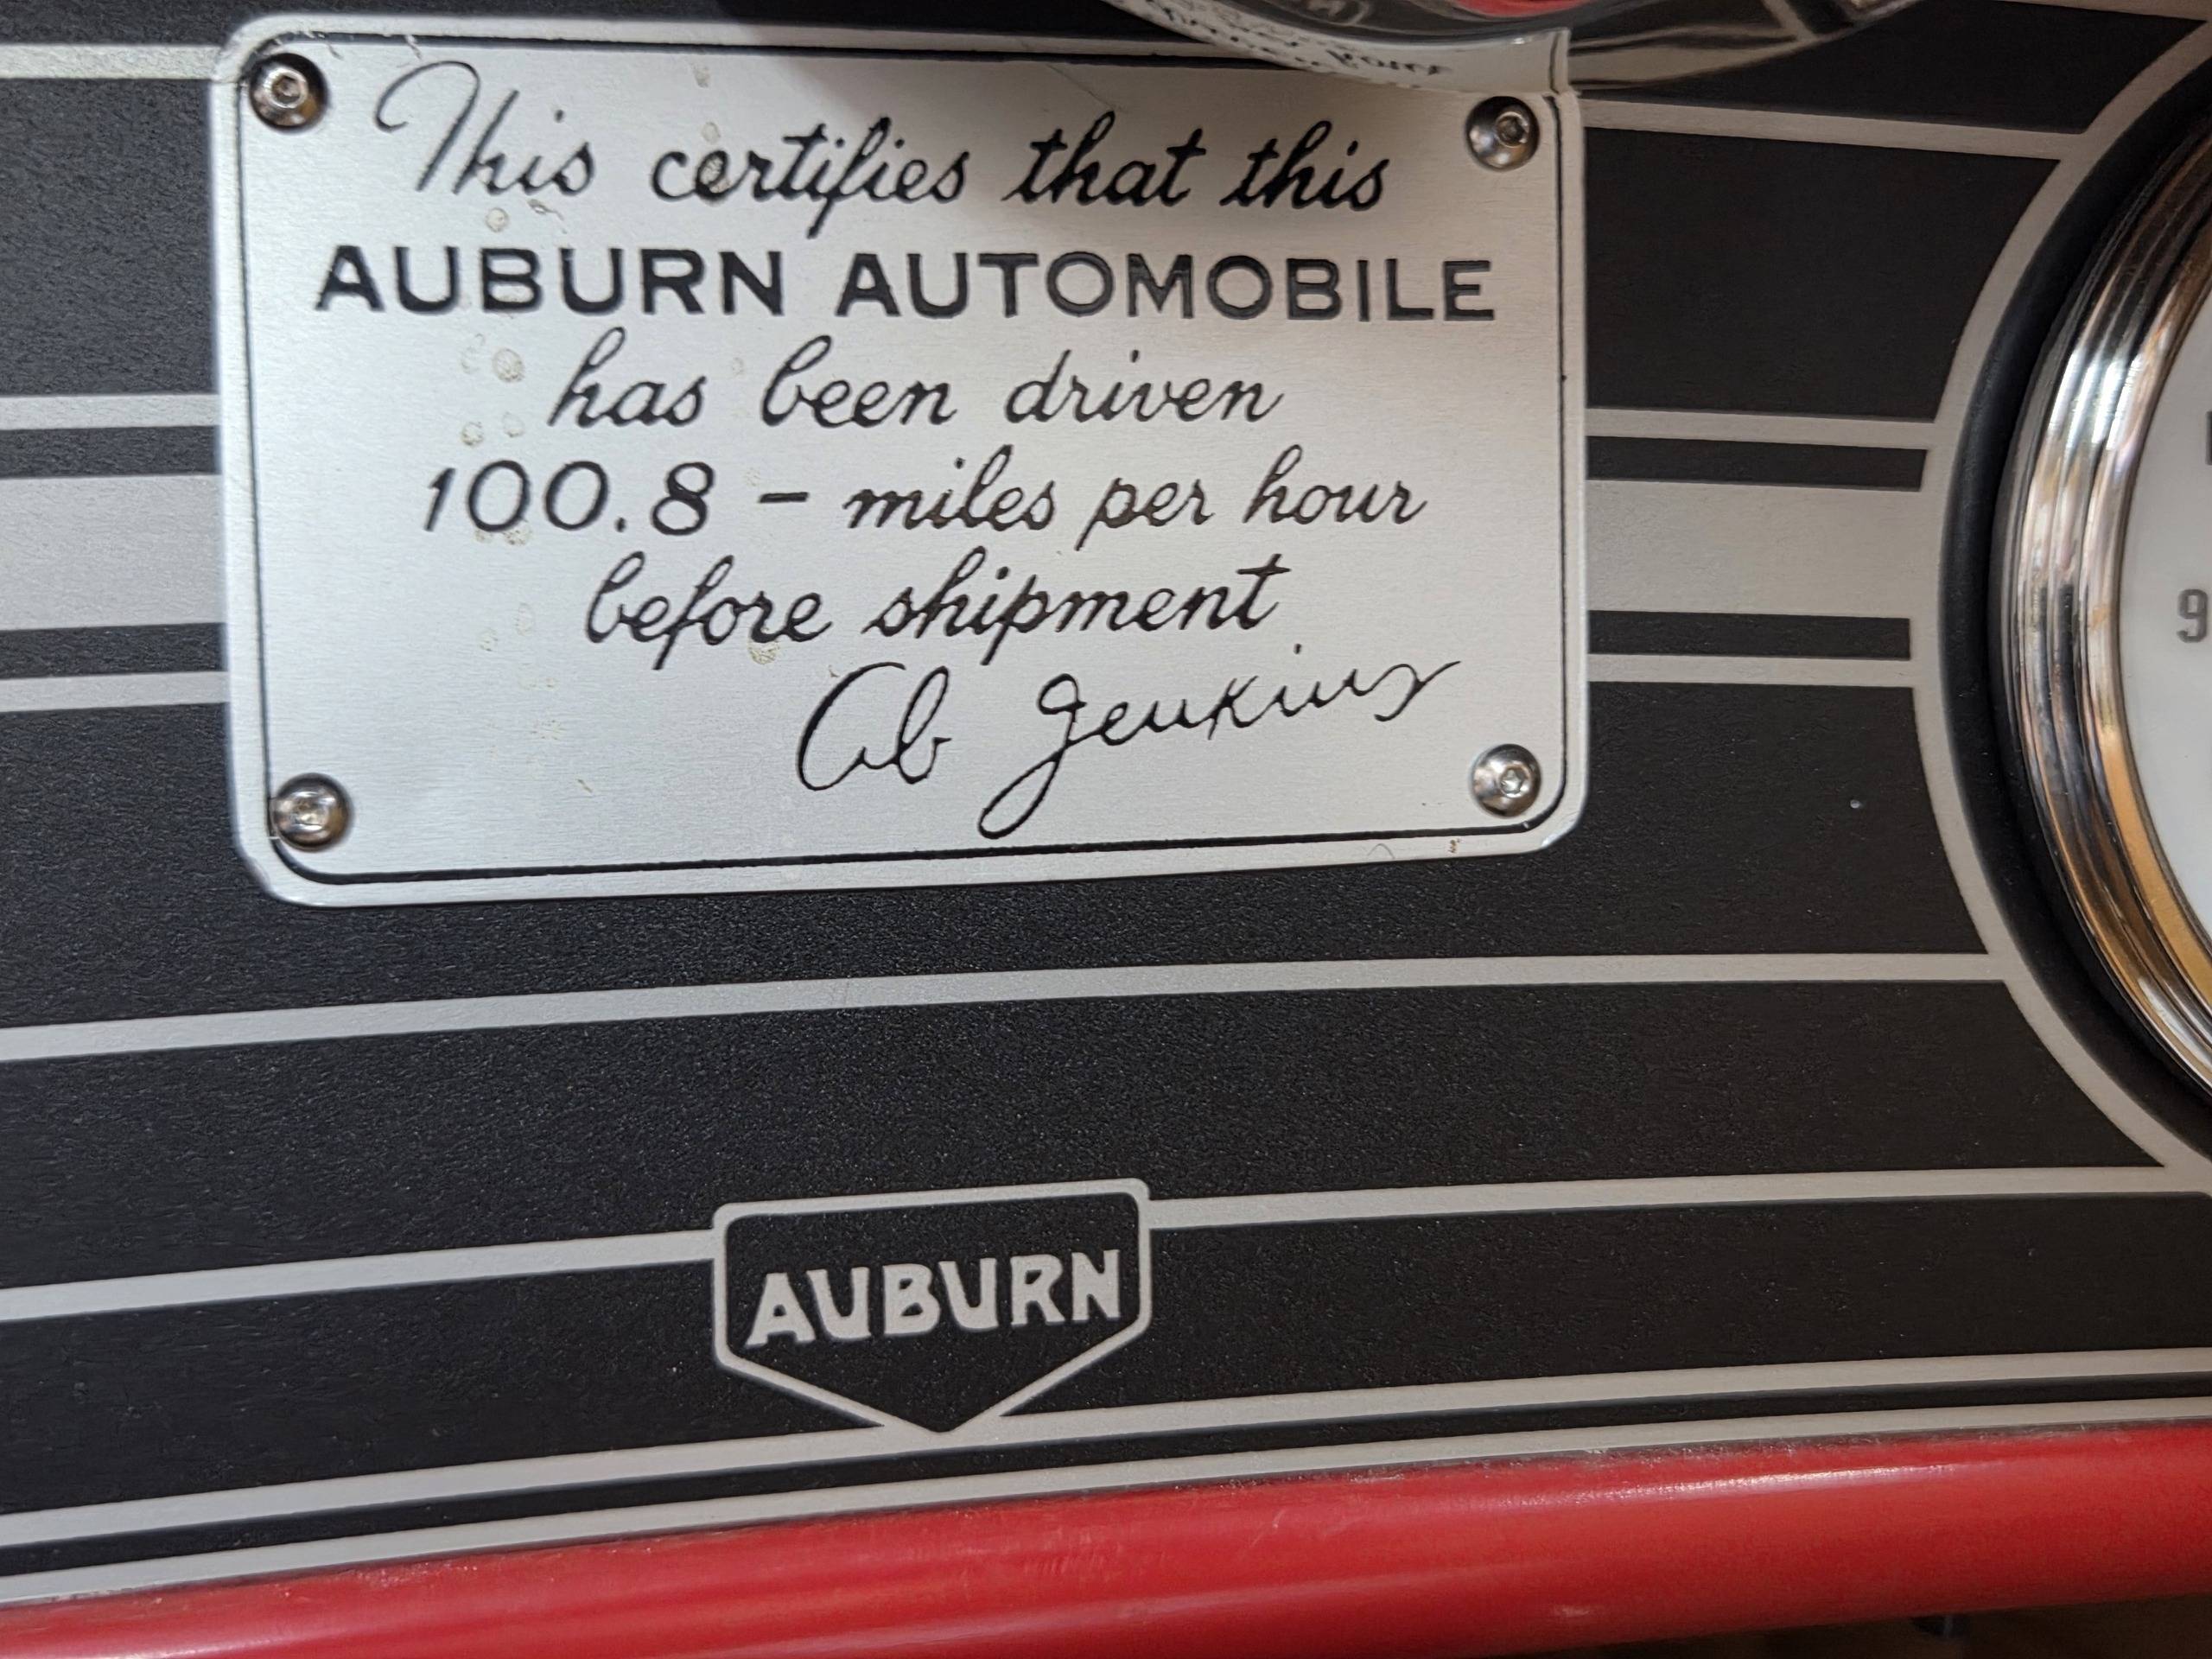 This certifies that this
AUBURN AUTOMOBILE
has been driven
100.8 - miles per hour
before shipment
Ab Jenkins
9
AUBURN